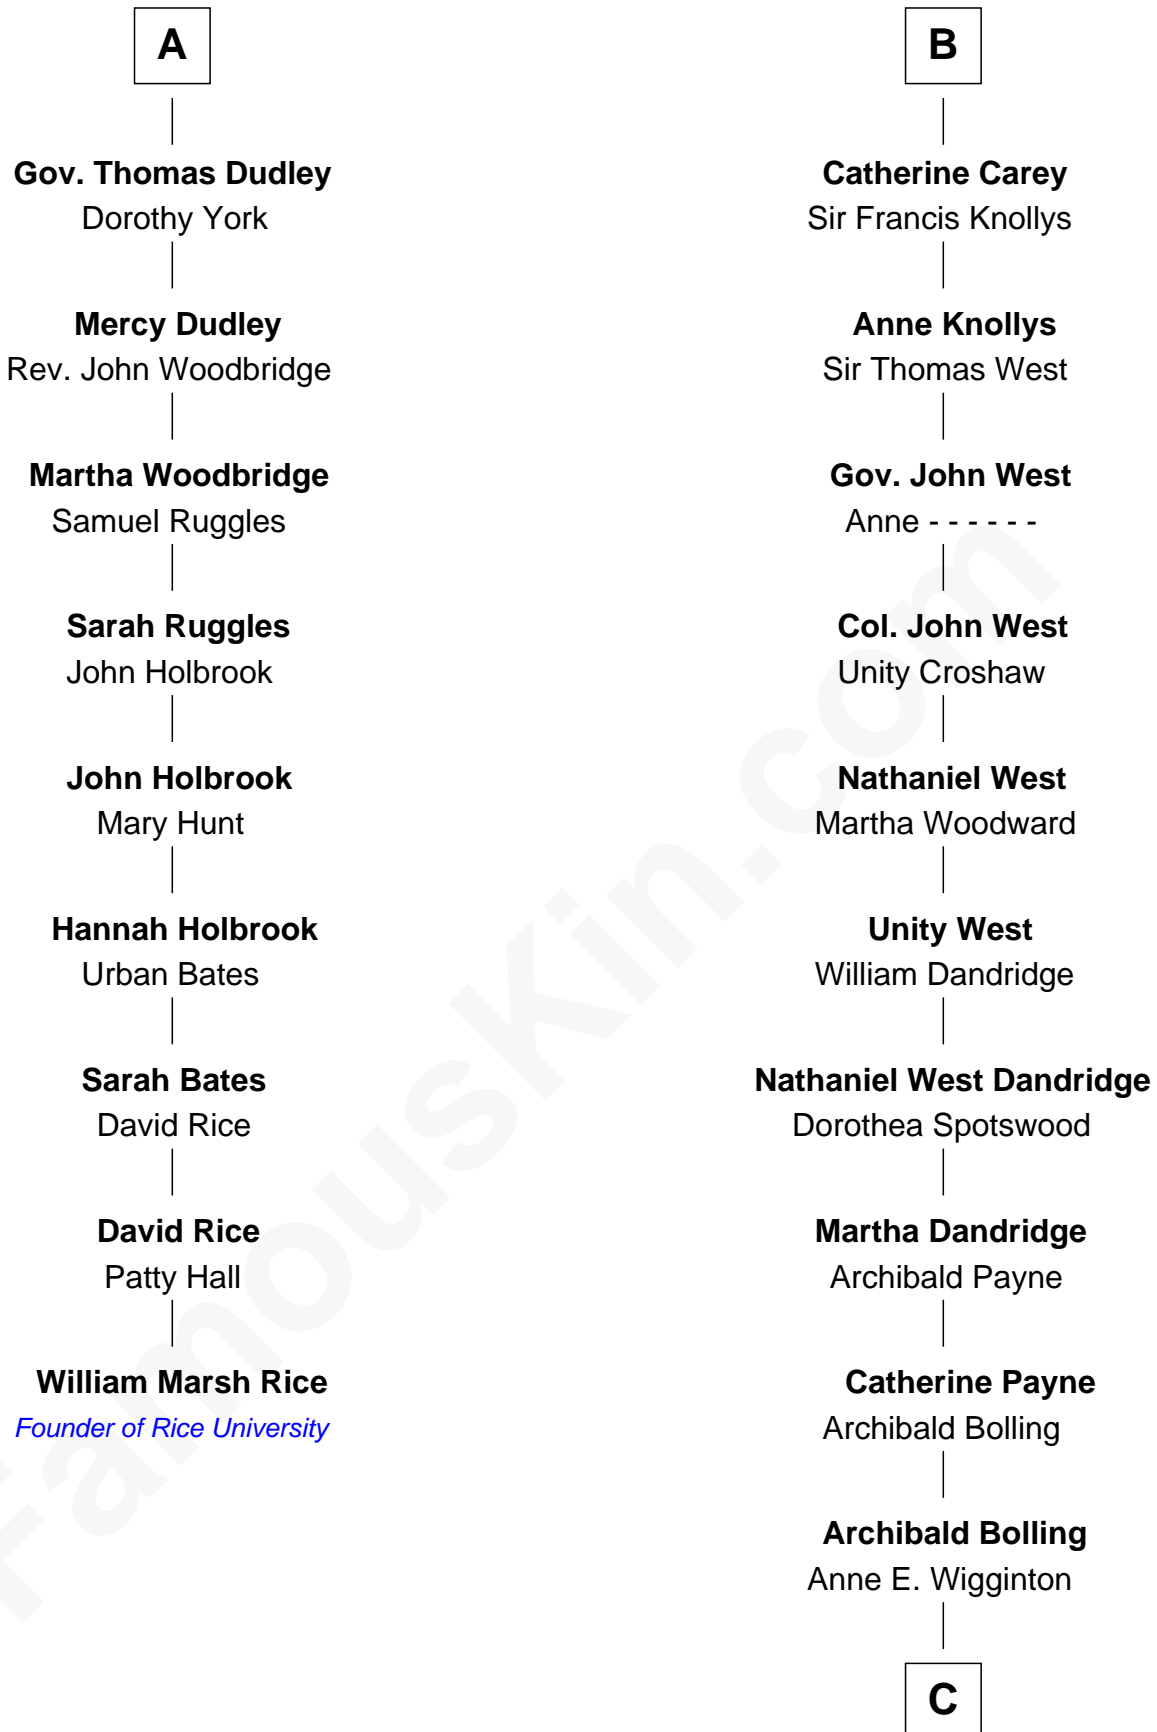 A
Gov. Thomas Dudley
Dorothy York
Mercy Dudley
Rev. John Woodbridge
Martha Woodbridge
Samuel Ruggles
Sarah Ruggles
John Holbrook
John Holbrook
Mary Hunt
Hannah Holbrook
Urban Bates
Sarah Bates
David Rice
David Rice
Patty Hall
William Marsh Rice
Founder of Rice University
B
Catherine Carey
Sir Francis Knollys
Anne Knollys
Sir Thomas West
Gov. John West
Anne - - - - - -
Col. John West
Unity Croshaw
Nathaniel West
Martha Woodward
Unity West
William Dandridge
Nathaniel West Dandridge
Dorothea Spotswood
Martha Dandridge
Archibald Payne
Catherine Payne
Archibald Bolling
Archibald Bolling
Anne E. Wigginton
C
FamousKin.com